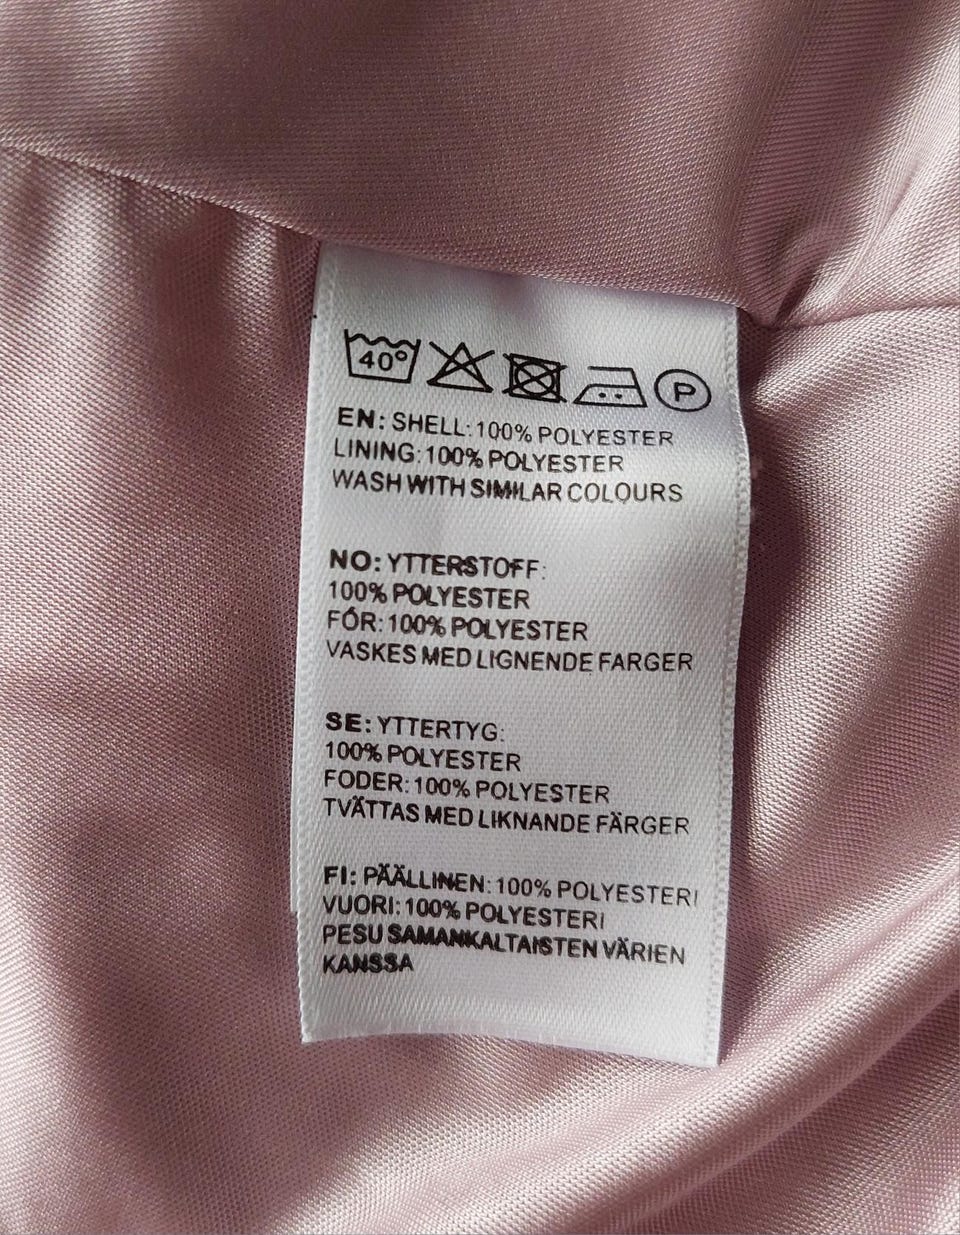 40°
P
EN: SHELL: 100% POLYESTER
LINING: 100% POLYESTER
WASH WITH SIMILAR COLOURS
NO: YTTERSTOFF:
100% POLYESTER
FÓR: 100% POLYESTER
VASKES MED LIGNENDE FARGER
SE: YTTERTYG:
100% POLYESTER
FODER: 100% POLYESTER
TVÄTTAS MED LIKNANDE FÄRGER
FI: PÄÄLLINEN: 100% POLYESTERI
VUORI: 100% POLYESTERI
PESU SAMANKALTAISTEN VÄRIEN
KANSSA